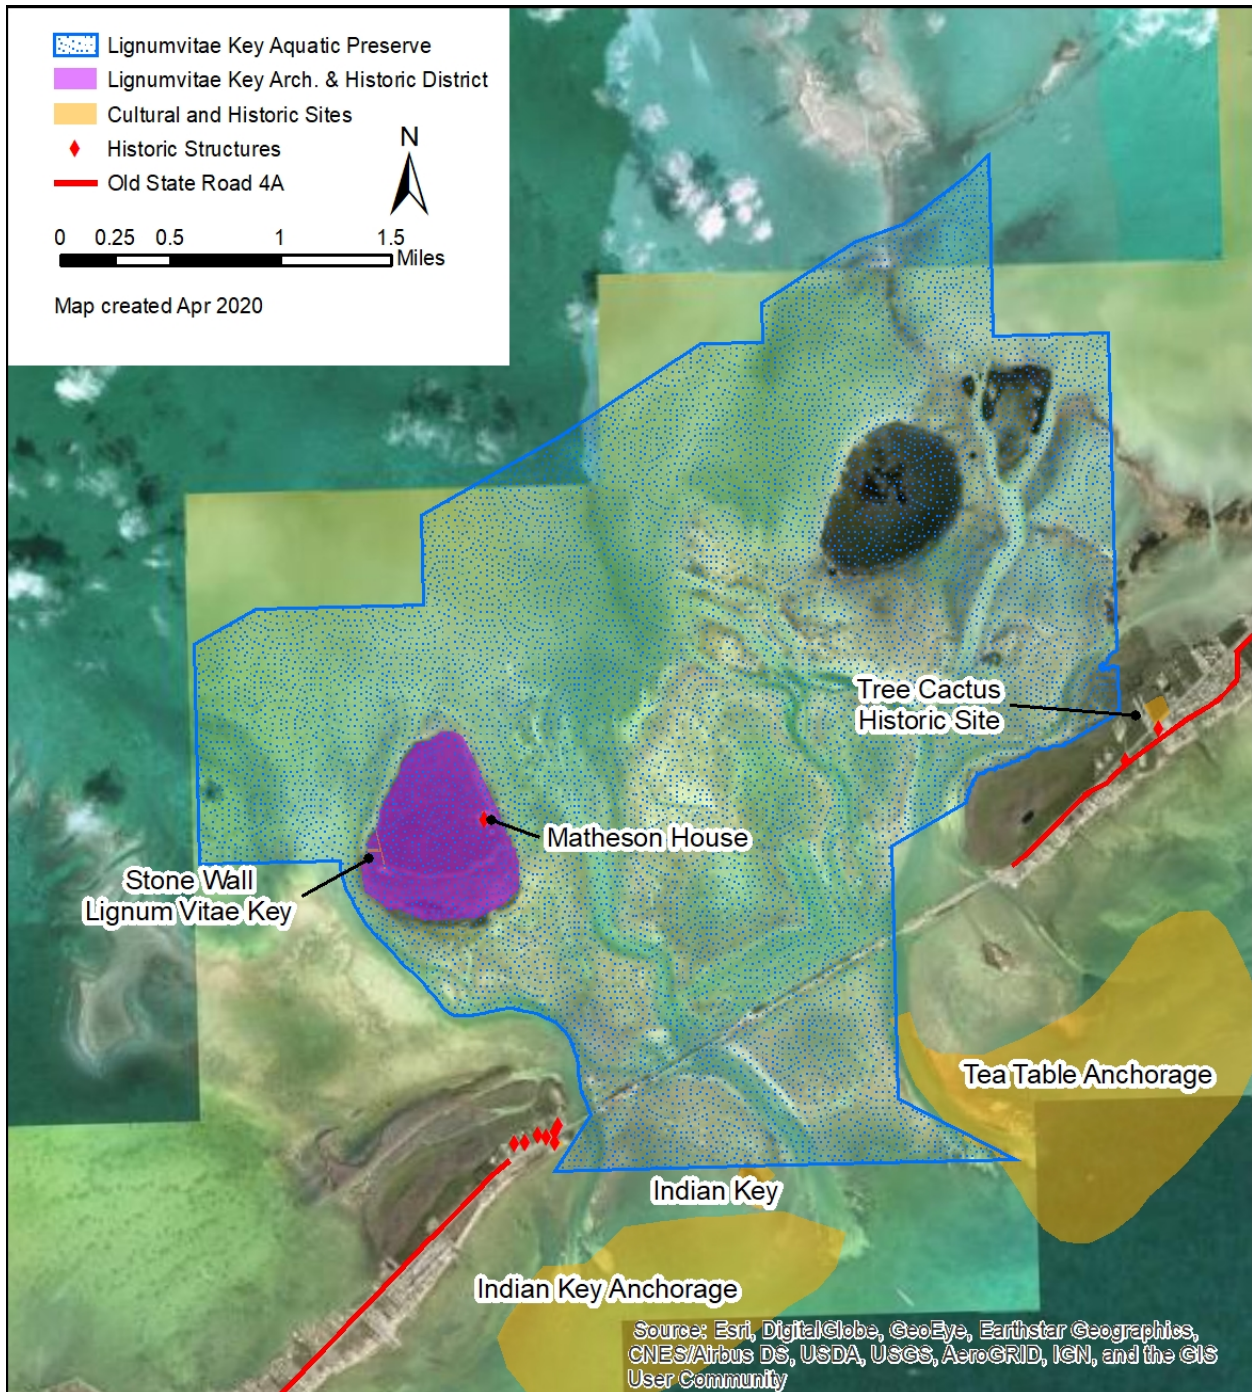 Lignumvitae Key Aquatic Preserve
Lignumvitae Key Arch. & Historic District
Cultural and Historic Sites
Historic Structures
Old State Road 4A
N
0 0.25 0.5 1 1.5
Miles
Map created Apr 2020
Tree Cactus
Historic Site
Matheson House
Stone Wall
Lignum Vitae Key
Tea Table Anchorage
Indian Key
Indian Key Anchorage
Source: Esri, DigitalGlobe, GeoEye, Earthstar Geographics,
CNES/Airbus DS, USDA, USGS, AeroGRID, IGN, and the GIS
User Community